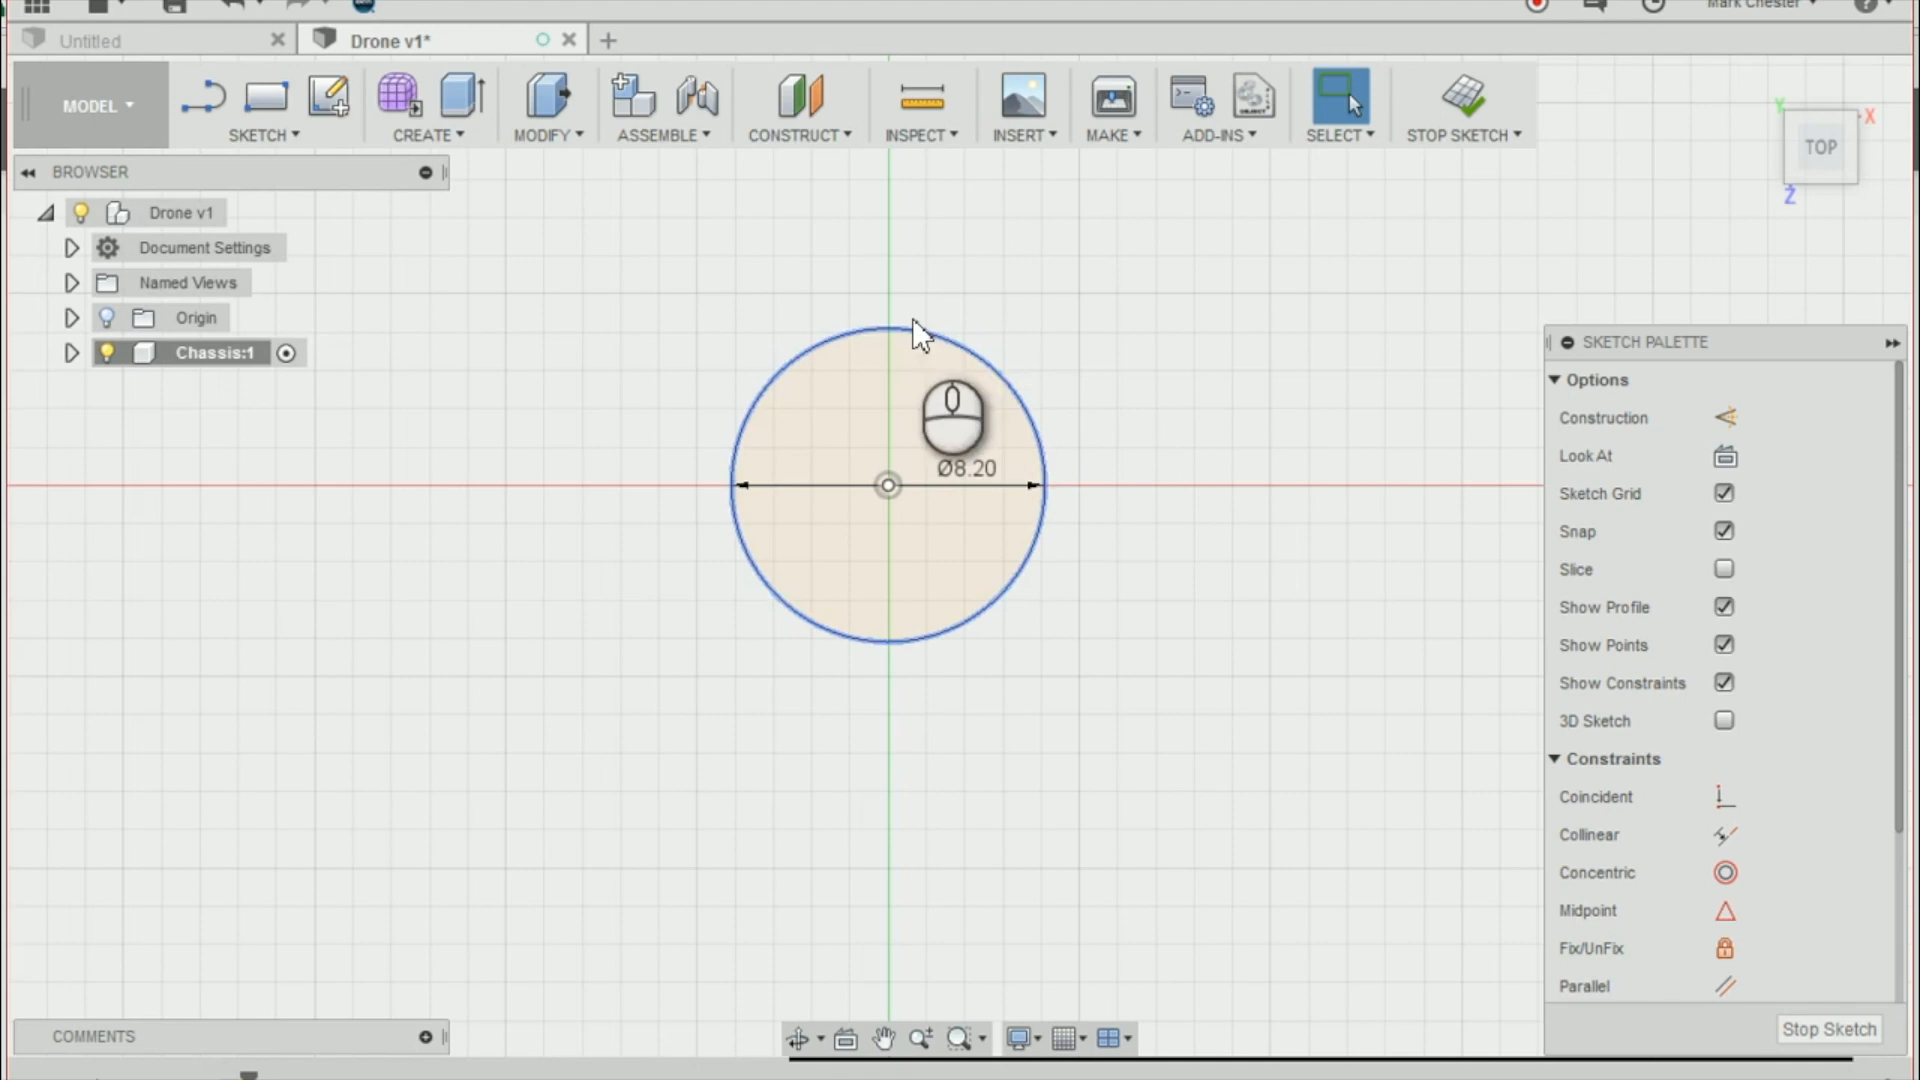 Mark Chester
Untitled
Drone v1*
MODEL
SKETCH
CREATE
MODIFY
ASSEMBLE
CONSTRUCT
INSPECT
INSERT
MAKE
ADD-INS
SELECT
STOP SKETCH
Y
X
TOP
Z
BROWSER
Drone v1
Document Settings
Named Views
Origin
Chassis:1
Ø8.20
SKETCH PALETTE
Options
Construction
Look At
Sketch Grid
Snap
Slice
Show Profile
Show Points
Show Constraints
3D Sketch
Constraints
Coincident
Collinear
Concentric
Midpoint
Fix/UnFix
Parallel
Stop Sketch
COMMENTS